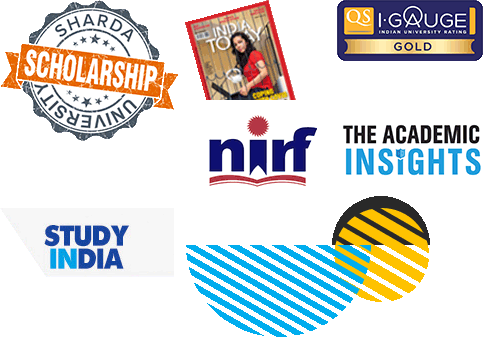 SHARDA
SCHOLARSHIP
UNIVERSITY
INDIA
TODAY
QS I·GAUGE
INDIAN UNIVERSITY RATING
GOLD
nirf
THE ACADEMIC
INSiGHTS
STUDY
INDIA